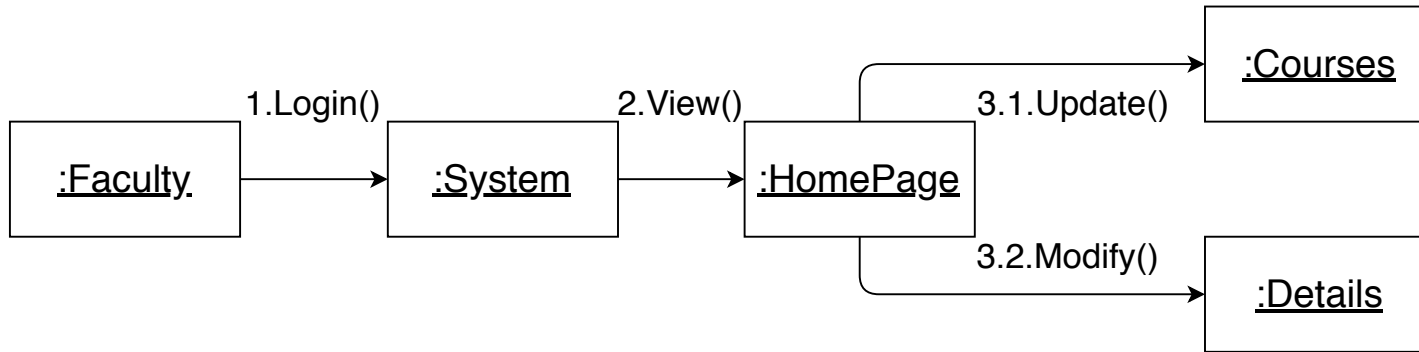 :Courses
1.Login()
2.View()
3.1.Update()
:Faculty
:System
:HomePage
3.2.Modify()
:Details